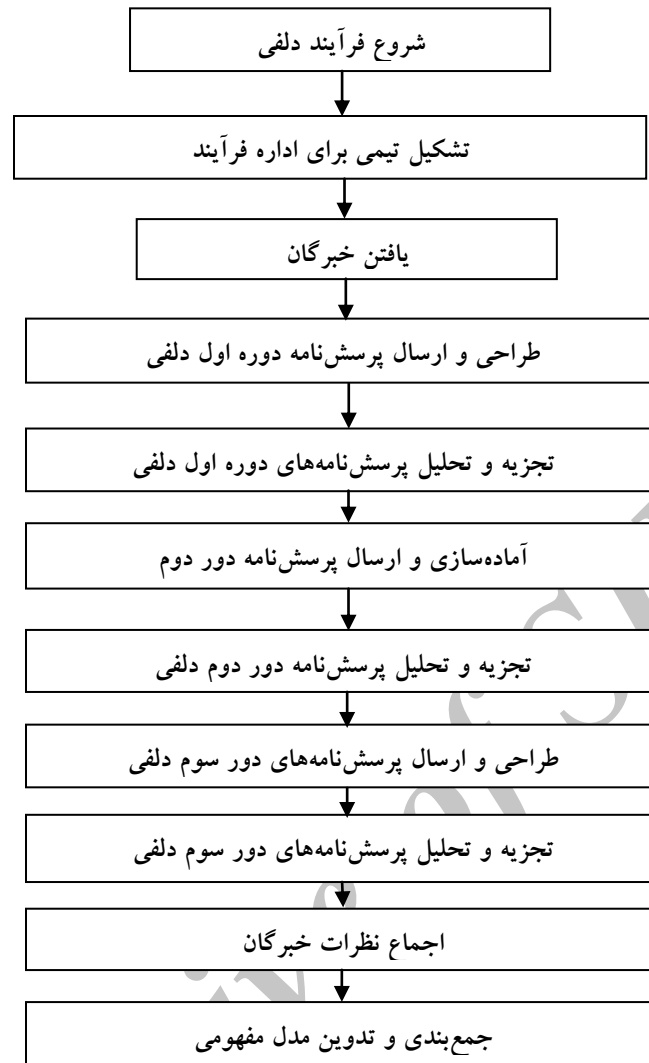 شروع فرآیند دلفی
تشکیل تیمی برای اداره فرآیند
یافتن خبرگان
طراحی و ارسال پرسش‌نامه دوره اول دلفی
تجزیه و تحلیل پرسش‌نامه‌های دوره اول دلفی
آماده‌سازی و ارسال پرسش‌نامه دور دوم
تجزیه و تحلیل پرسش‌نامه دور دوم دلفی
طراحی و ارسال پرسش‌نامه‌های دور سوم دلفی
تجزیه و تحلیل پرسش‌نامه‌های دور سوم دلفی
اجماع نظرات خبرگان
جمع‌بندی و تدوین مدل مفهومی